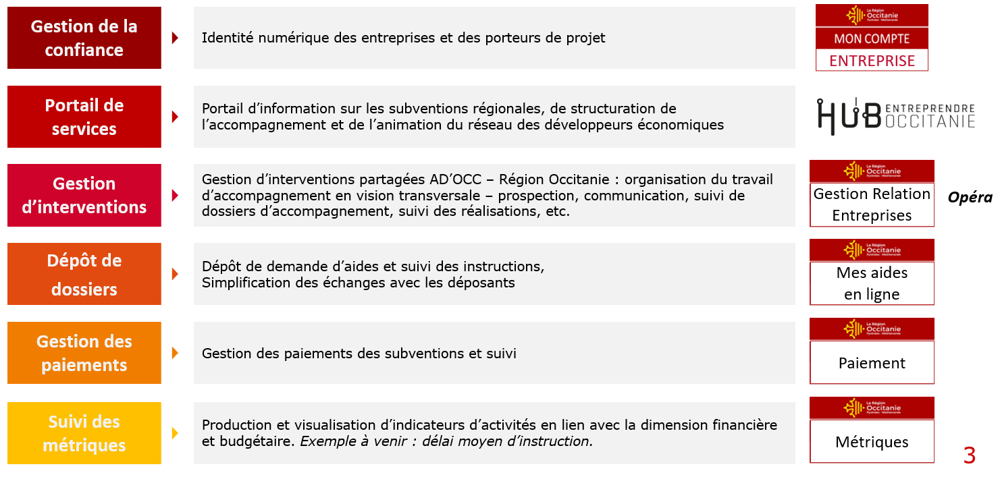 Gestion de la
confiance
Identité numérique des entreprises et des porteurs de projet
La Région
Occitanie
Pyrénées - Méditerranée
MON COMPTE
ENTREPRISE
Portail de
services
Portail d’information sur les subventions régionales, de structuration de
l’accompagnement et de l’animation du réseau des développeurs économiques
HUB ENTREPRENDRE
OCCITANIE
Gestion
d’interventions
Gestion d’interventions partagées AD’OCC – Région Occitanie : organisation du travail
d’accompagnement en vision transversale – prospection, communication, suivi de
dossiers d’accompagnement, suivi des réalisations, etc.
La Région
Occitanie
Pyrénées - Méditerranée
Gestion Relation
Entreprises
Opéra
Dépôt de
dossiers
Dépôt de demande d’aides et suivi des instructions,
Simplification des échanges avec les déposants
La Région
Occitanie
Pyrénées - Méditerranée
Mes aides
en ligne
Gestion des
paiements
Gestion des paiements des subventions et suivi
La Région
Occitanie
Pyrénées - Méditerranée
Paiement
Suivi des
métriques
Production et visualisation d’indicateurs d’activités en lien avec la dimension financière
et budgétaire. Exemple à venir : délai moyen d’instruction.
La Région
Occitanie
Pyrénées - Méditerranée
Métriques
3